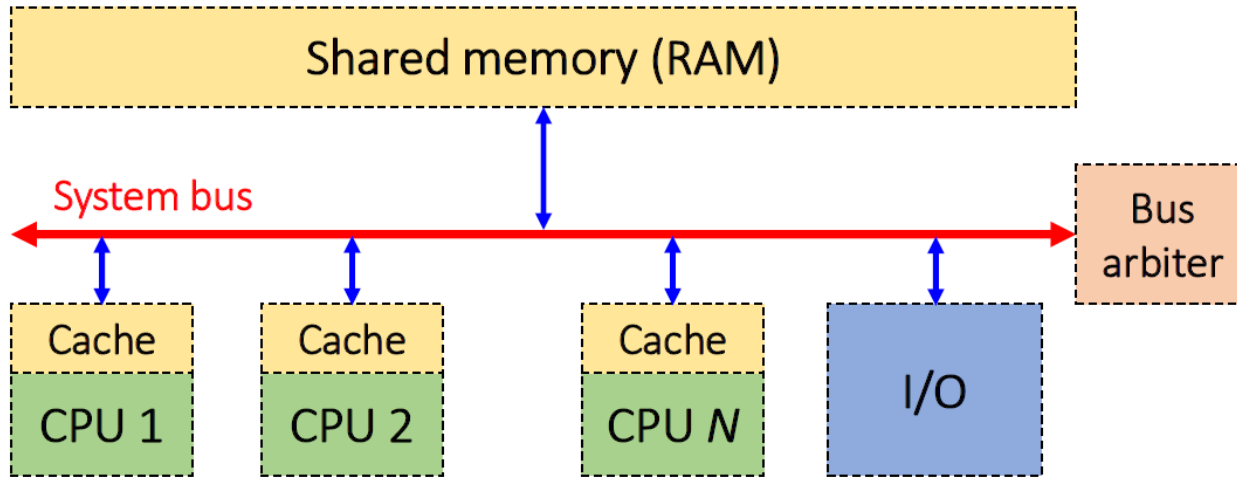 Shared memory (RAM)
System bus
Bus
arbiter
Cache
CPU 1
Cache
CPU 2
Cache
CPU N
I/O